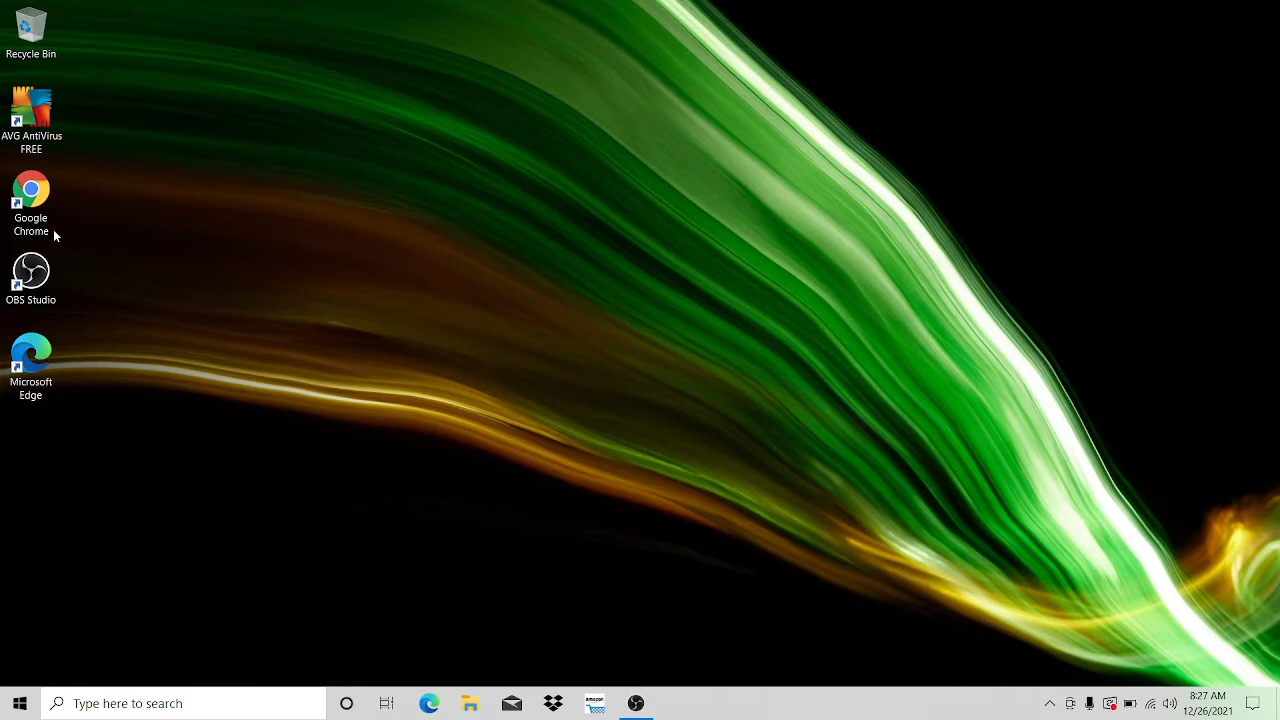 Recycle Bin
AVG AntiVirus
FREE
Google
Chrome
OBS Studio
Microsoft
Edge
Type here to search
amazon
8:27 AM
12/26/2021